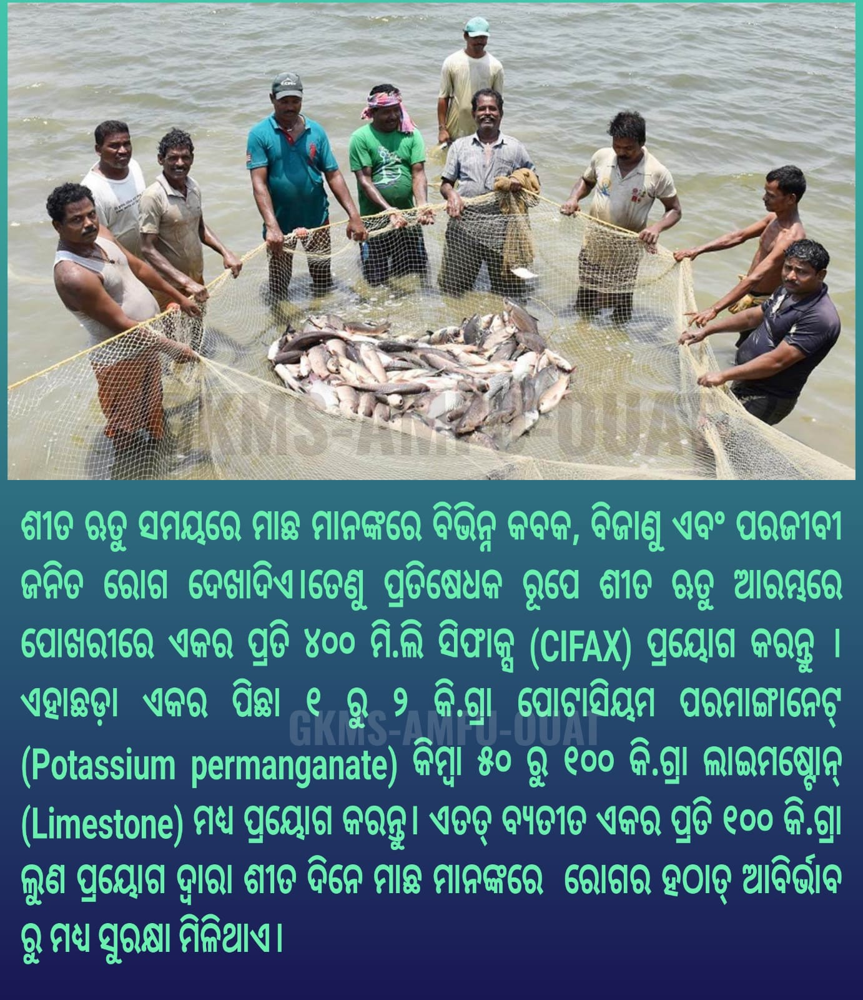 GKMS-AMFU-OUAT
ଶୀତ ଋତୁ ସମୟରେ ମାଛ ମାନଙ୍କରେ ବିଭିନ୍ନ କବକ, ବିଜାଣୁ ଏବଂ ପରଜୀବୀ
ଜନିତ ରୋଗ ଦେଖାଦିଏ।ତେଣୁ ପ୍ରତିଷେଧକ ରୂପେ ଶୀତ ଋତୁ ଆରମ୍ଭରେ
ପୋଖରୀରେ ଏକର ପ୍ରତି ୪୦୦ ମି.ଲି ସିଫାକ୍ସ (CIFAX) ପ୍ରୟୋଗ କରନ୍ତୁ ।
ଏହାଛଡ଼ା ଏକର ପିଛା ୧ ରୁ ୨ କି.ଗ୍ରା ପୋଟାସିୟମ ପରମାଙ୍ଗାନେଟ୍
GKMS-AMFU-OUAT
(Potassium permanganate) କିମ୍ବା ୫୦ ରୁ ୧୦୦ କି.ଗ୍ରା ଲାଇମଷ୍ଟୋନ୍
(Limestone) ମଧ୍ୟ ପ୍ରୟୋଗ କରନ୍ତୁ। ଏତତ୍ ବ୍ୟତୀତ ଏକର ପ୍ରତି ୧୦୦ କି.ଗ୍ରା
ଲୁଣ ପ୍ରୟୋଗ ଦ୍ୱାରା ଶୀତ ଦିନେ ମାଛ ମାନଙ୍କରେ ରୋଗର ହଠାତ୍ ଆବିର୍ଭାବ
ରୁ ମଧ୍ୟ ସୁରକ୍ଷା ମିଳିଥାଏ।